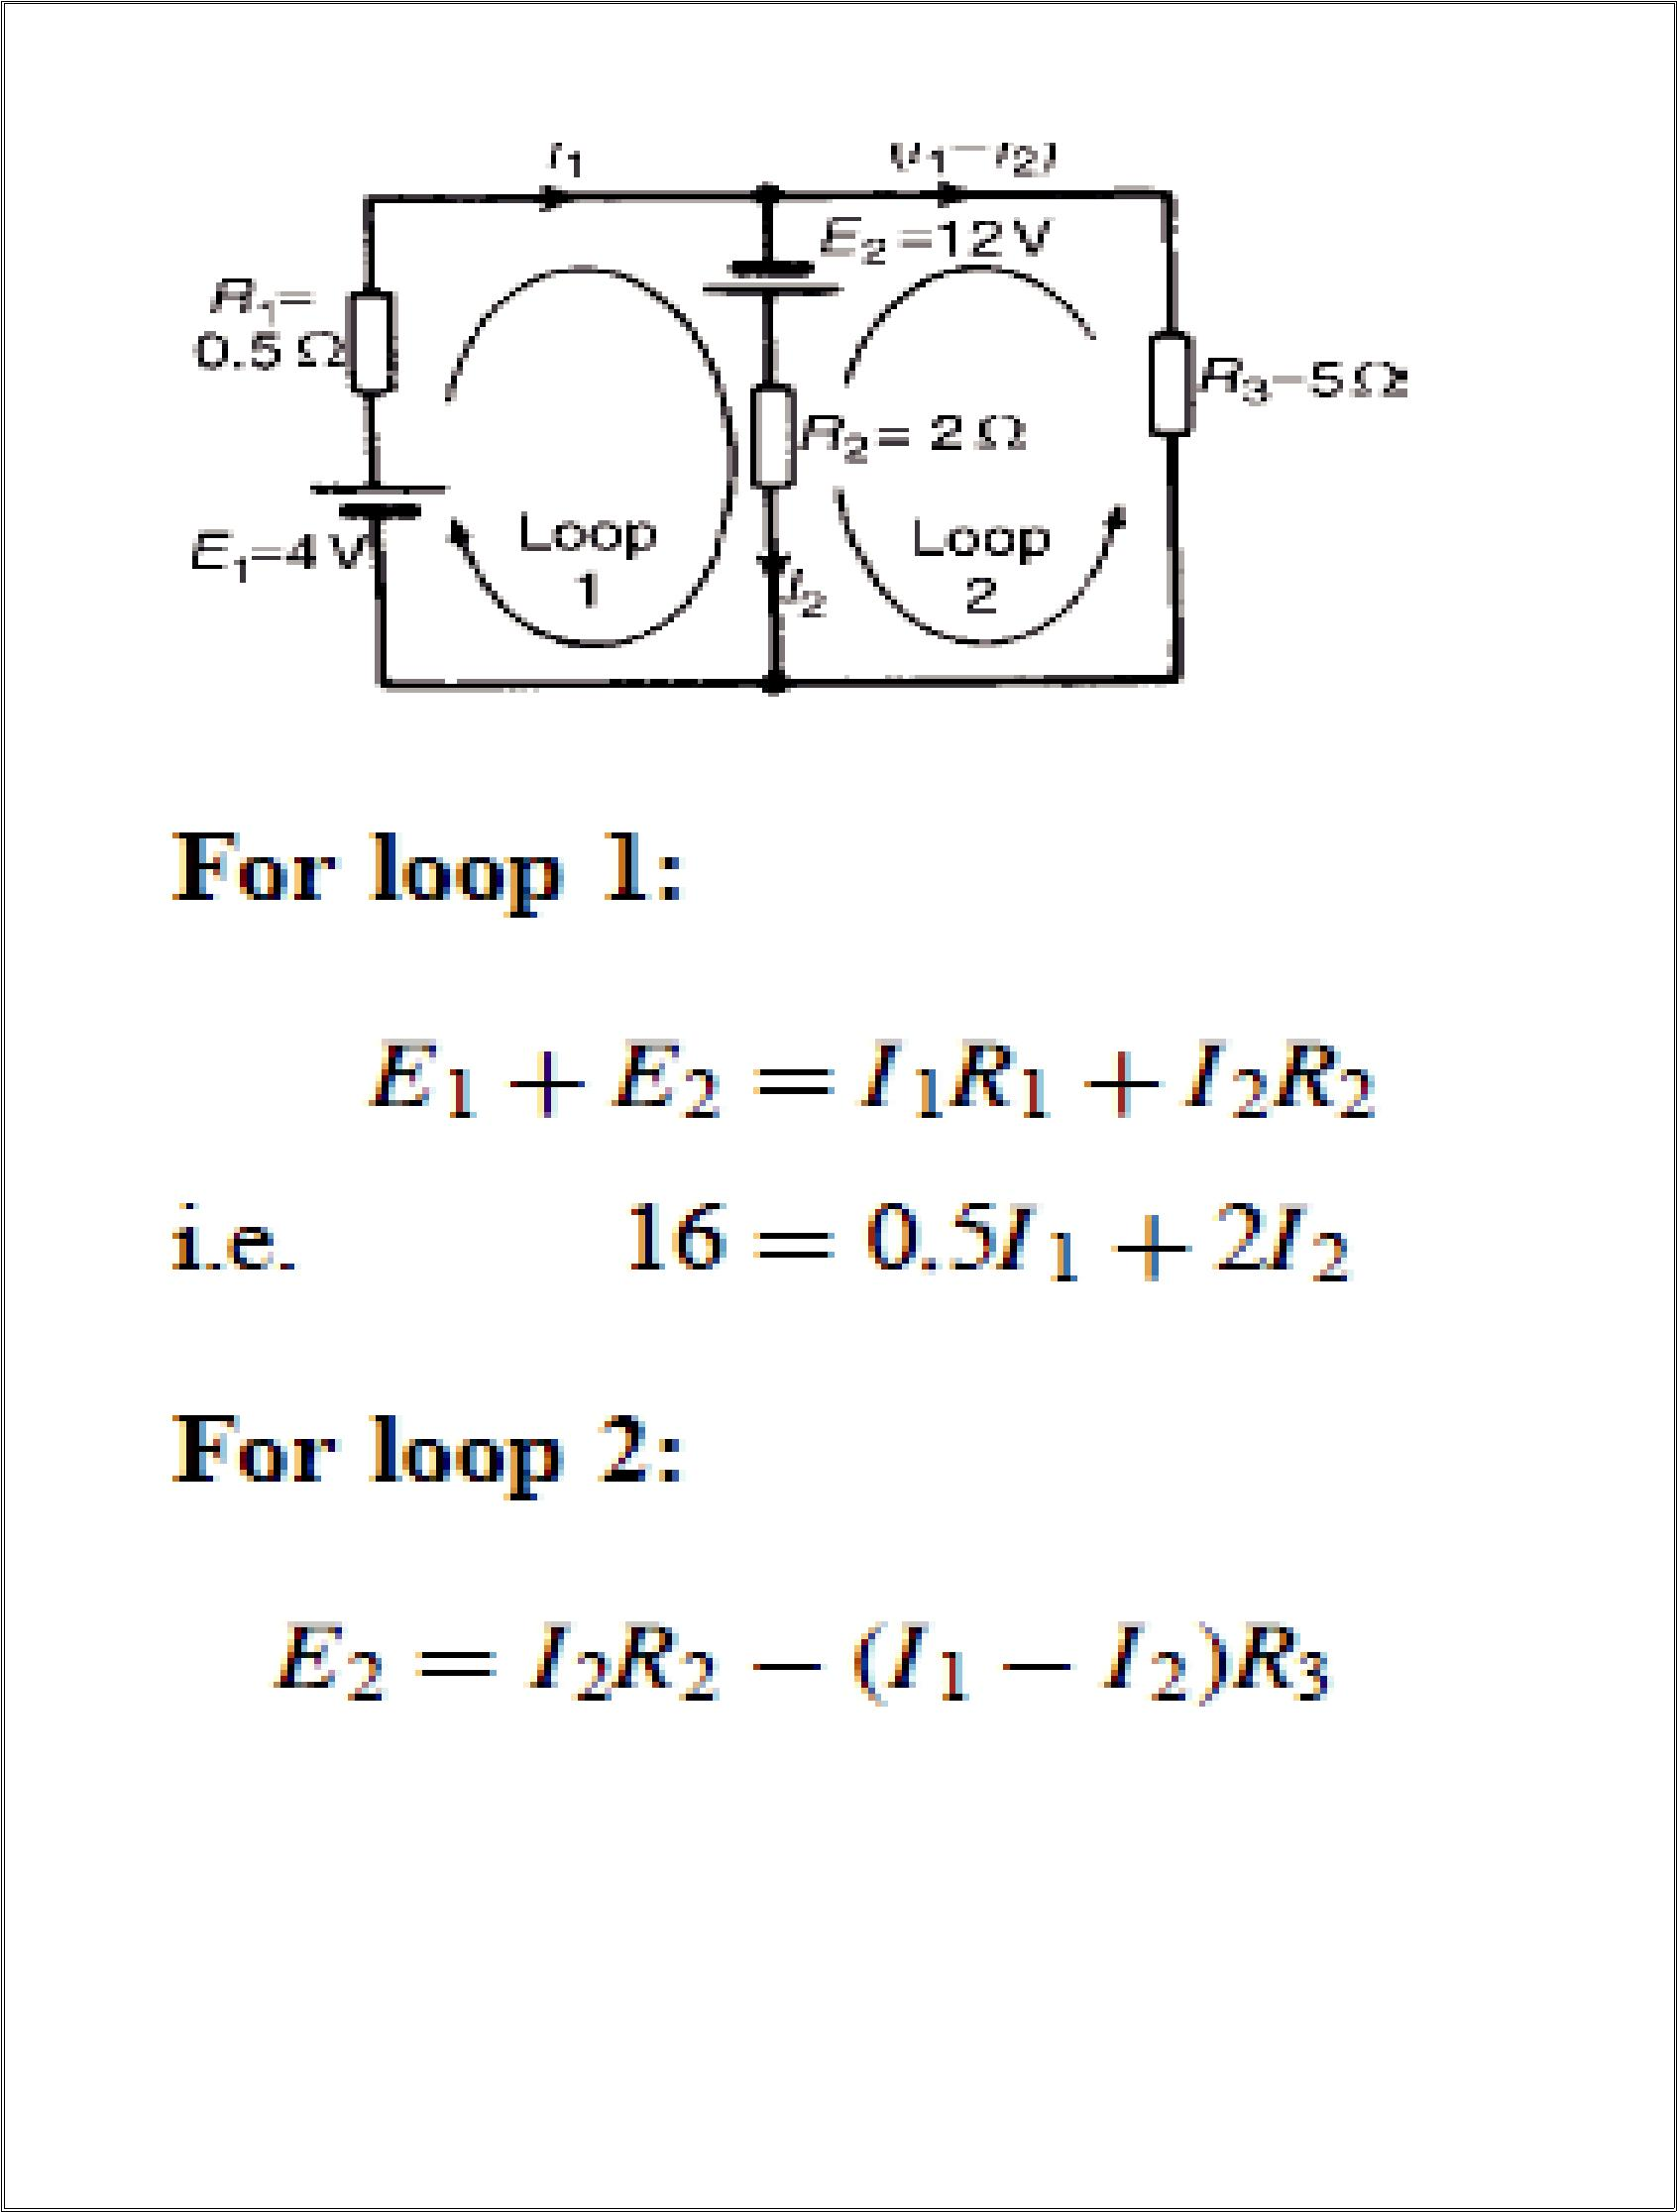 I₁
(I₁−I₂)
E₂=12 V
R₁=
0.5 Ω
R₃−5 Ω
R₂= 2 Ω
Loop
1
Loop
2
E₁=4 V
I₂
For loop 1:
E₁ + E₂ = I₁R₁ + I₂R₂
i.e. 16 = 0.5I₁ + 2I₂
For loop 2:
E₂ = I₂R₂ − (I₁ − I₂)R₃